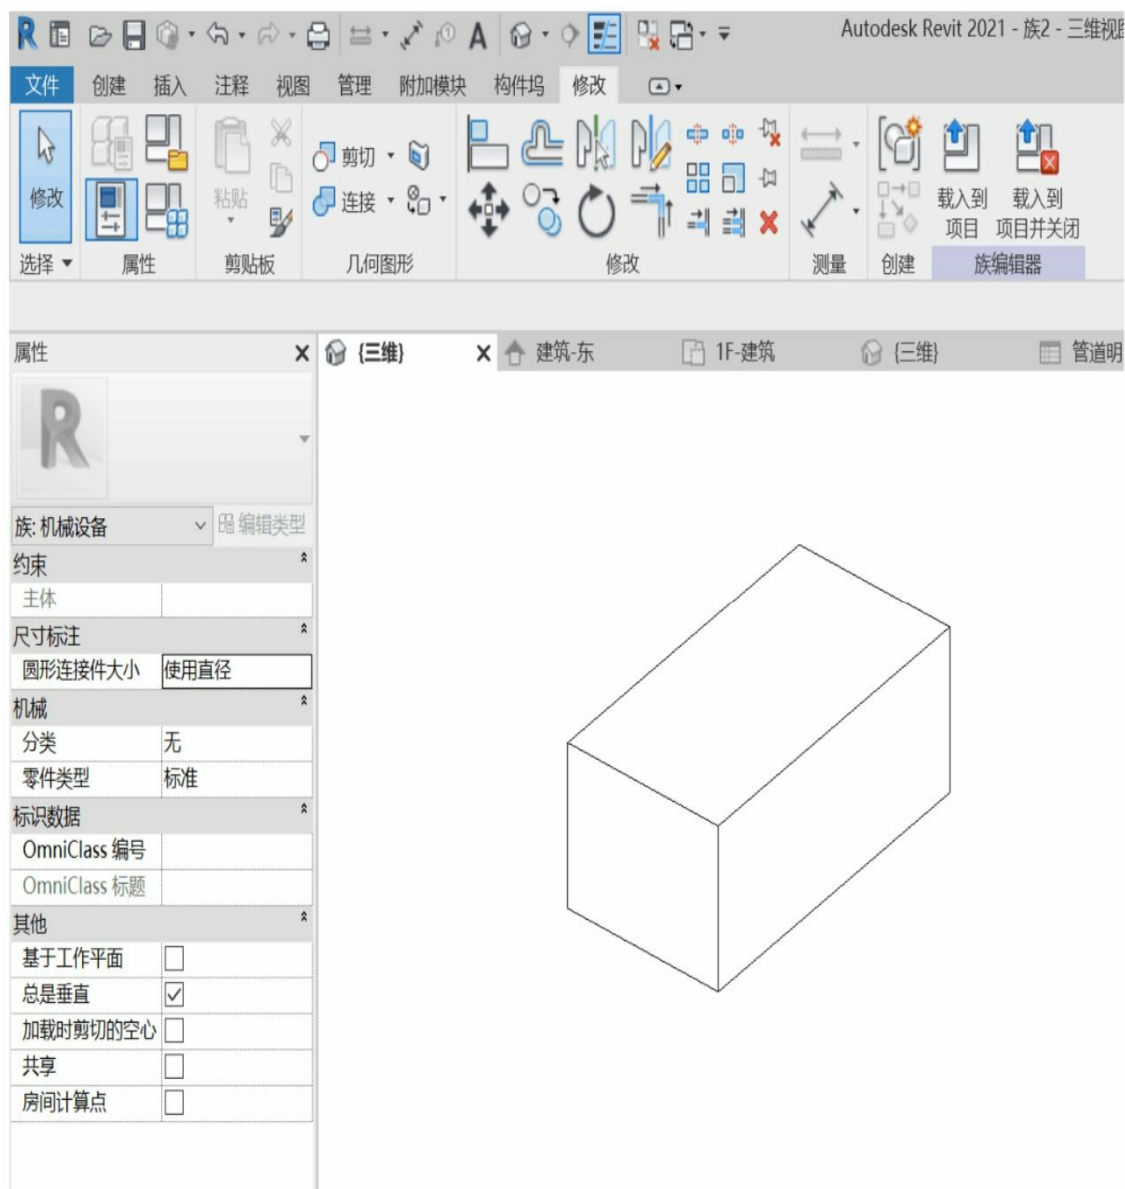 Autodesk Revit 2021 - 族2 - 三维视图
文件 创建 插入 注释 视图 管理 附加模块 构件坞 修改
修改 粘贴 剪切 连接 载入到项目 载入到项目并关闭
选择 属性 剪贴板 几何图形 修改 测量 创建 族编辑器
属性
{三维} 建筑-东 1F-建筑 {三维} 管道明
族: 机械设备 编辑类型
约束
主体
尺寸标注
圆形连接件大小 使用直径
机械
分类 无
零件类型 标准
标识数据
OmniClass 编号
OmniClass 标题
其他
基于工作平面
总是垂直
加载时剪切的空心
共享
房间计算点